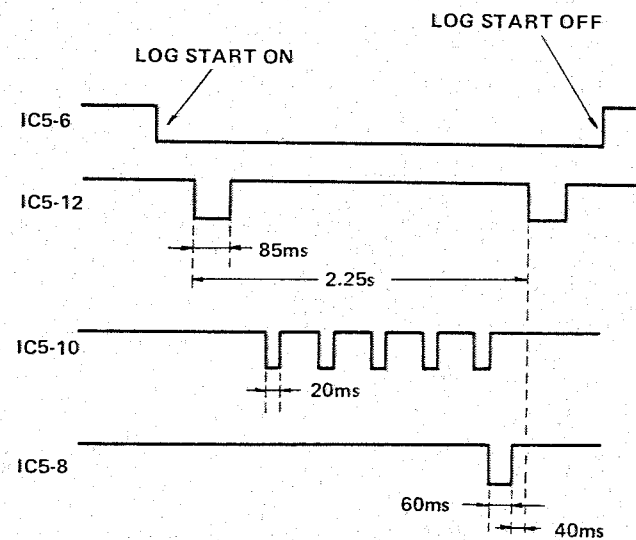 LOG START OFF
LOG START ON
IC5-6
IC5-12
85ms
2.25s
IC5-10
20ms
IC5-8
60ms
40ms